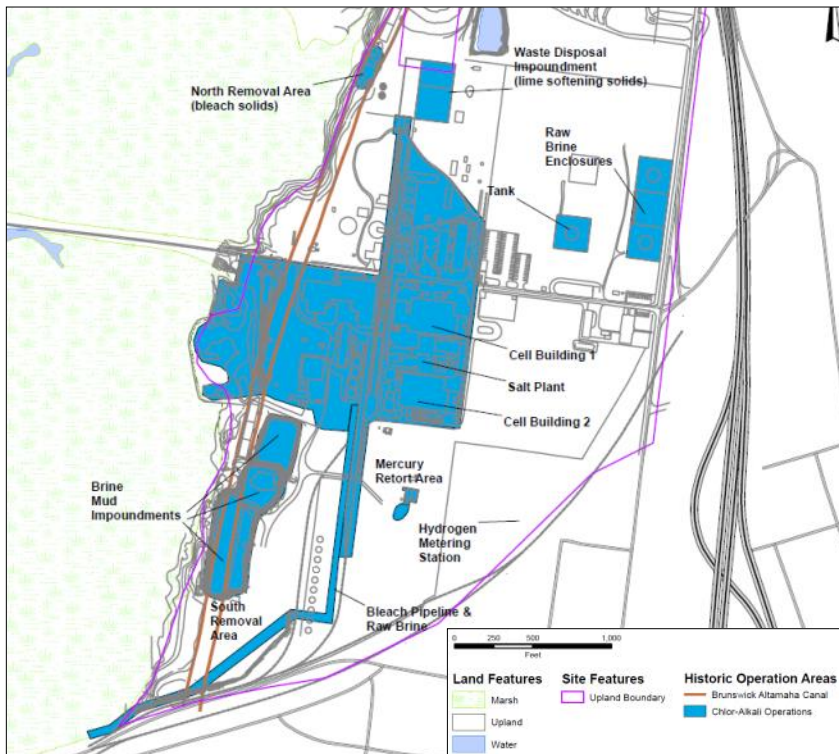 Waste Disposal
Impoundment
(lime softening solids)
North Removal Area
(bleach solids)
Raw
Brine
Enclosures
Tank
Cell Building 1
Salt Plant
Cell Building 2
Mercury
Retort Area
Brine
Mud
Impoundments
Hydrogen
Metering
Station
South
Removal
Area
Bleach Pipeline &
Raw Brine
0 250 500 1,000
Feet
Land Features
Marsh
Upland
Water
Site Features
Upland Boundary
Historic Operation Areas
Brunswick Altamaha Canal
Chlor-Alkali Operations